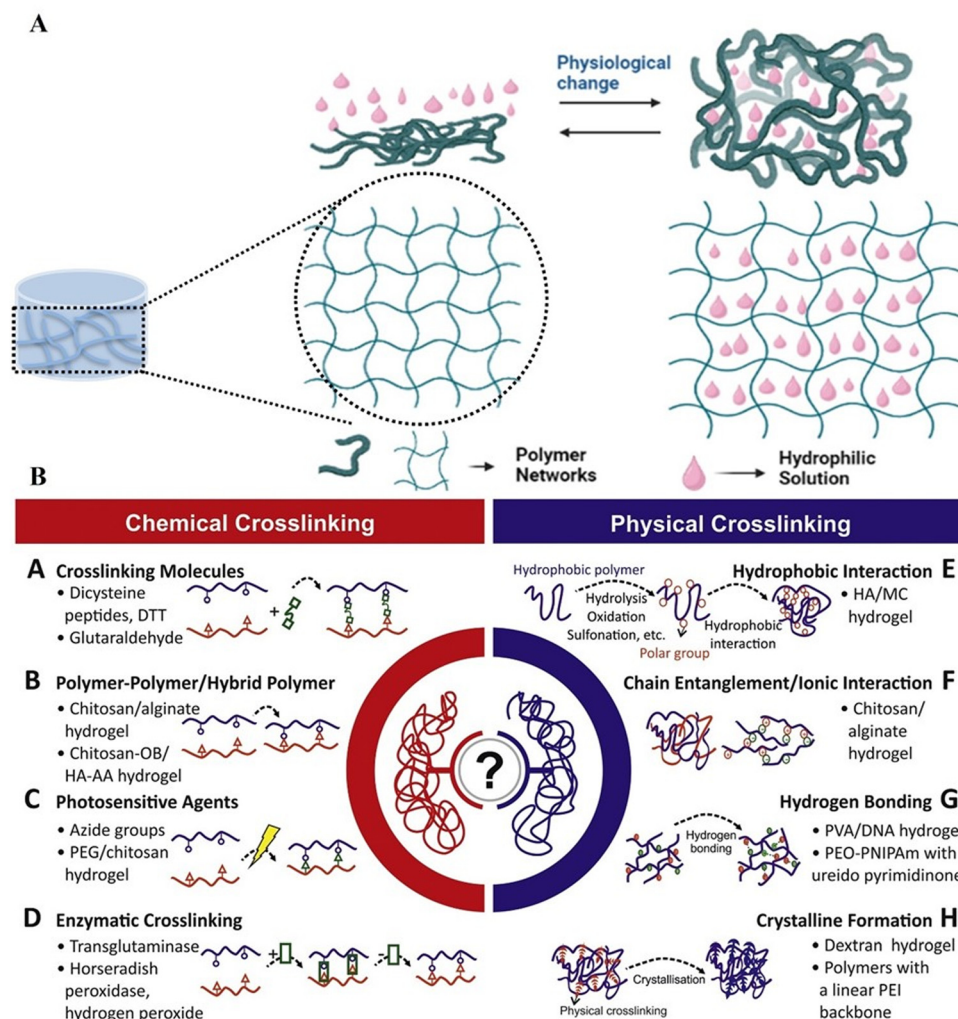 A
Physiological
change
Polymer
Networks
Hydrophilic
Solution
B
Chemical Crosslinking
Physical Crosslinking
A Crosslinking Molecules
• Dicysteine
peptides, DTT
• Glutaraldehyde
+
B Polymer-Polymer/Hybrid Polymer
• Chitosan/alginate
hydrogel
• Chitosan-OB/
HA-AA hydrogel
C Photosensitive Agents
• Azide groups
• PEG/chitosan
hydrogel
D Enzymatic Crosslinking
• Transglutaminase
• Horseradish
peroxidase,
hydrogen peroxide
+
?
Hydrophobic Interaction E
Hydrophobic polymer
Hydrolysis
Oxidation
Sulfonation, etc.
Polar group
Hydrophobic
interaction
• HA/MC
hydrogel
Chain Entanglement/Ionic Interaction F
• Chitosan/
alginate
hydrogel
Hydrogen Bonding G
Hydrogen
bonding
• PVA/DNA hydroge
• PEO-PNIPAm with
ureido pyrimidinone
Crystalline Formation H
Crystallisation
Physical crosslinking
• Dextran hydrogel
• Polymers with
a linear PEI
backbone